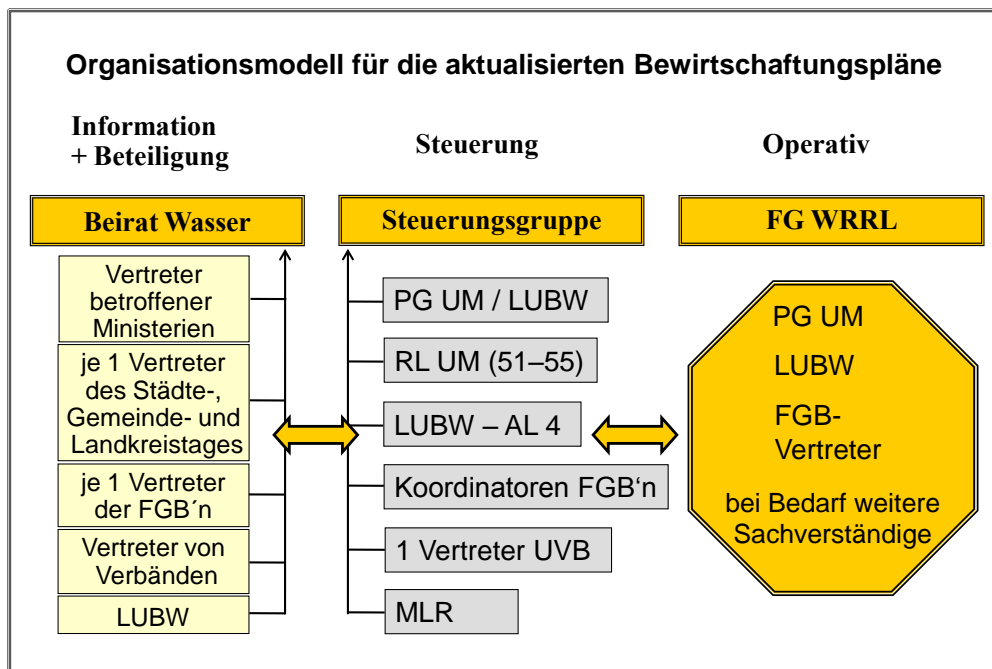 Organisationsmodell für die aktualisierten Bewirtschaftungspläne
Information
+ Beteiligung
Steuerung
Operativ
Beirat Wasser
Steuerungsgruppe
FG WRRL
Vertreter
betroffener
Ministerien
je 1 Vertreter
des Städte-,
Gemeinde- und
Landkreistages
je 1 Vertreter
der FGB´n
Vertreter von
Verbänden
LUBW
PG UM / LUBW
RL UM (51–55)
LUBW – AL 4
Koordinatoren FGB‘n
1 Vertreter UVB
MLR
PG UM
LUBW
FGB-
Vertreter
bei Bedarf weitere
Sachverständige